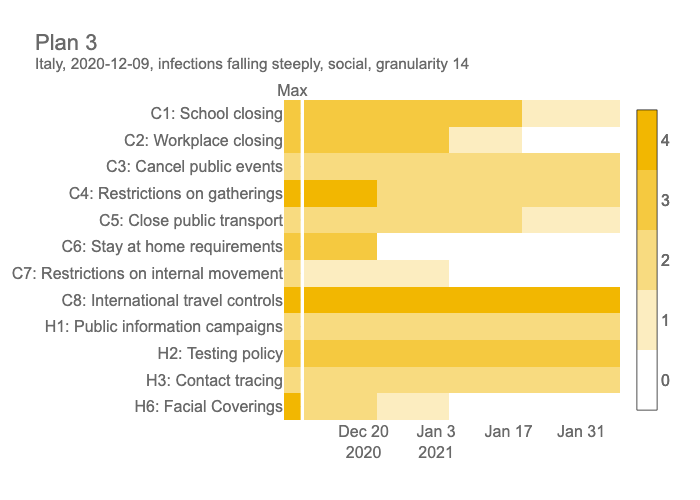 Plan 3
Italy, 2020-12-09, infections falling steeply, social, granularity 14
Max
C1: School closing
C2: Workplace closing
C3: Cancel public events
C4: Restrictions on gatherings
C5: Close public transport
C6: Stay at home requirements
C7: Restrictions on internal movement
C8: International travel controls
H1: Public information campaigns
H2: Testing policy
H3: Contact tracing
H6: Facial Coverings
Dec 20 Jan 3 Jan 17 Jan 31
2020 2021
4
3
2
1
0